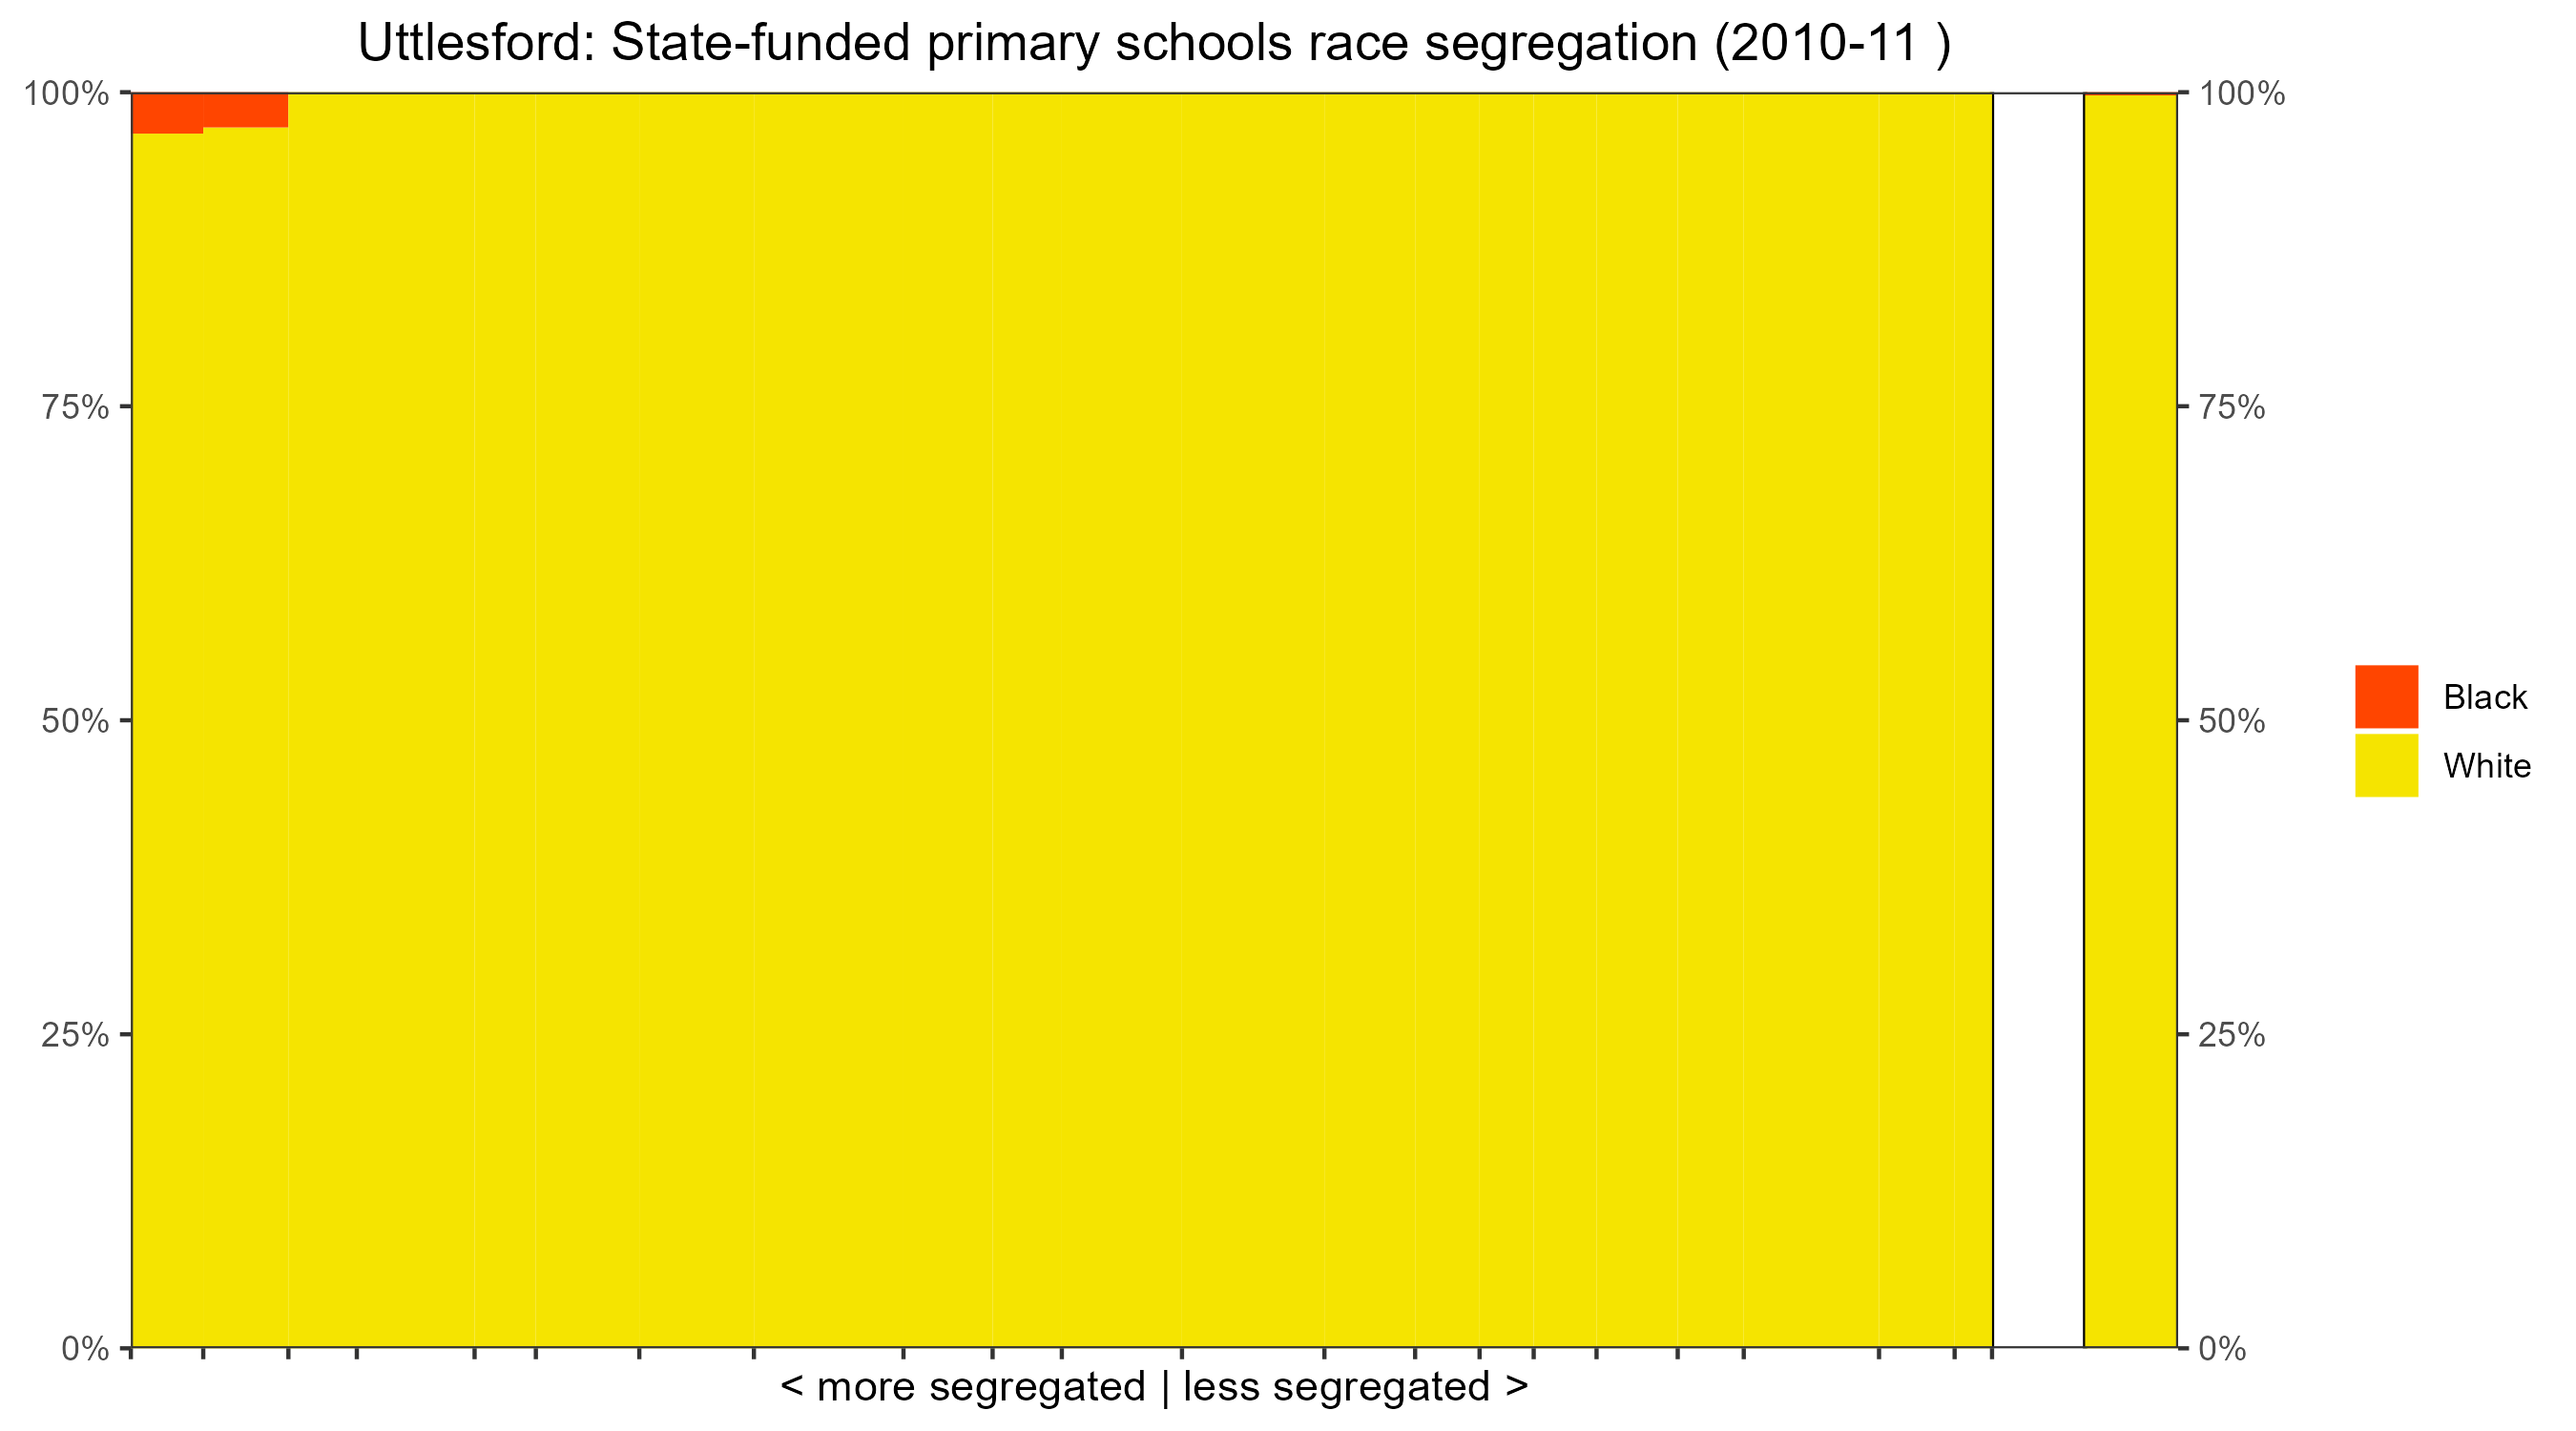 Uttlesford: State-funded primary schools race segregation (2010-11 )
100%
75%
50%
25%
0%
100%
75%
50%
25%
0%
Black
White
< more segregated | less segregated >